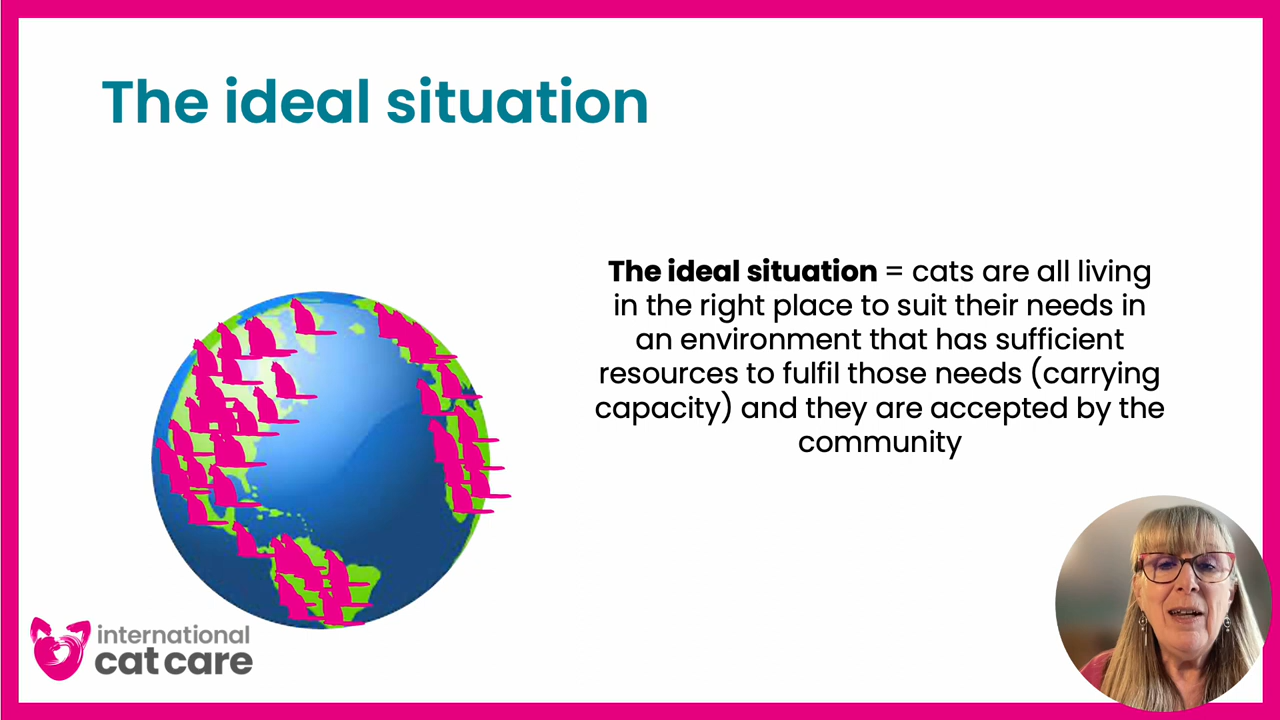 The ideal situation
The ideal situation = cats are all living
in the right place to suit their needs in
an environment that has sufficient
resources to fulfil those needs (carrying
capacity) and they are accepted by the
community
international
cat care